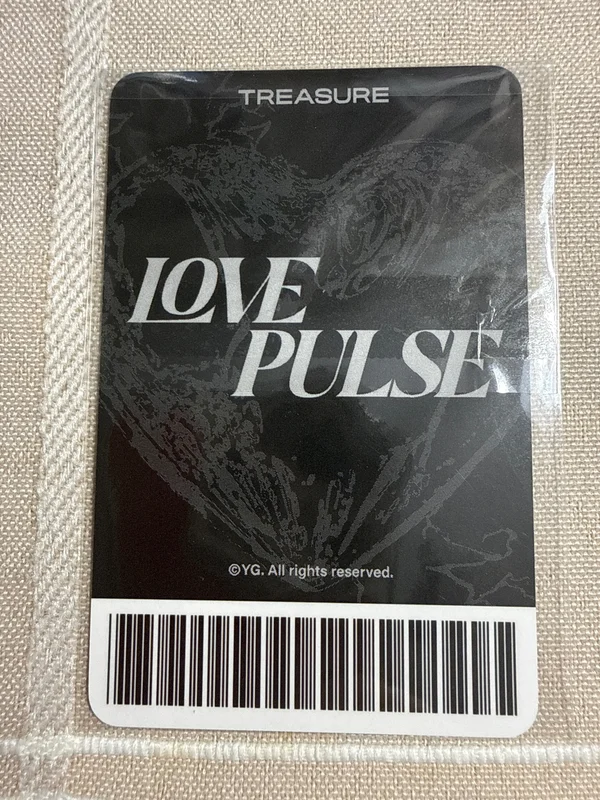 TREASURE
LOVE
PULSE
©YG. All rights reserved.